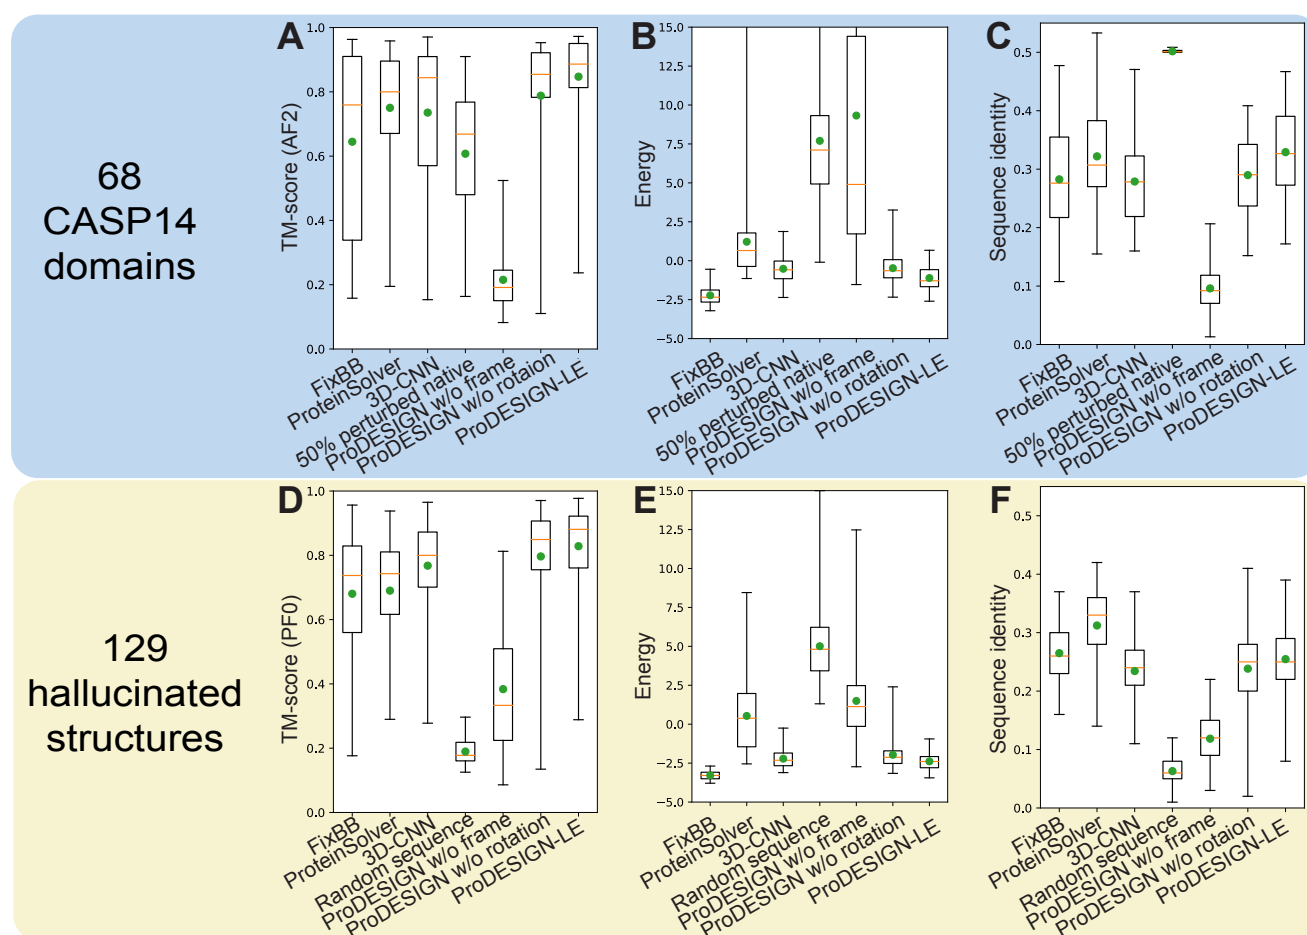 68
CASP14
domains
A
TM-score (AF2)
1.0
0.8
0.6
0.4
0.2
0.0
FixBB
ProteinSolver
3D-CNN
50% perturbed native
ProDESIGN w/o frame
ProDESIGN w/o rotaion
ProDESIGN-LE
B
Energy
15.0
12.5
10.0
7.5
5.0
2.5
0.0
−2.5
−5.0
FixBB
ProteinSolver
3D-CNN
50% perturbed native
ProDESIGN w/o frame
ProDESIGN w/o rotation
ProDESIGN-LE
C
Sequence identity
0.5
0.4
0.3
0.2
0.1
0.0
FixBB
ProteinSolver
3D-CNN
50% perturbed native
ProDESIGN w/o frame
ProDESIGN w/o rotaion
ProDESIGN-LE
129
hallucinated
structures
D
TM-score (PF0)
1.0
0.8
0.6
0.4
0.2
0.0
FixBB
ProteinSolver
3D-CNN
Random sequence
ProDESIGN w/o frame
ProDESIGN w/o rotaion
ProDESIGN-LE
E
Energy
15.0
12.5
10.0
7.5
5.0
2.5
0.0
−2.5
−5.0
FixBB
ProteinSolver
3D-CNN
Random sequence
ProDESIGN w/o frame
ProDESIGN w/o rotation
ProDESIGN-LE
F
Sequence identity
0.5
0.4
0.3
0.2
0.1
0.0
FixBB
ProteinSolver
3D-CNN
Random sequence
ProDESIGN w/o frame
ProDESIGN w/o rotaion
ProDESIGN-LE